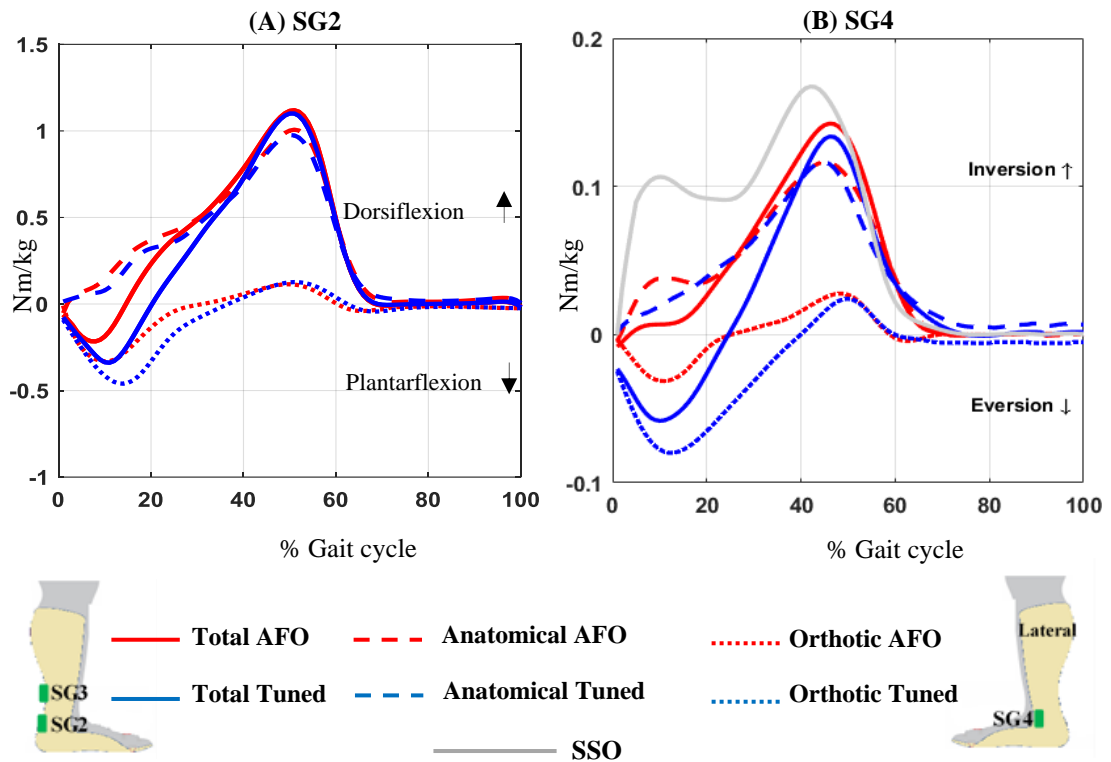 (A) SG2
(B) SG4
1.5
1
0.5
0
-0.5
-1
Nm/kg
Dorsiflexion
Plantarflexion
0 20 40 60 80 100
% Gait cycle
0.2
0.1
0
-0.1
Nm/kg
Inversion ↑
Eversion ↓
0 20 40 60 80 100
% Gait cycle
SG3
SG2
Total AFO
Anatomical AFO
Orthotic AFO
Total Tuned
Anatomical Tuned
Orthotic Tuned
SSO
Lateral
SG4